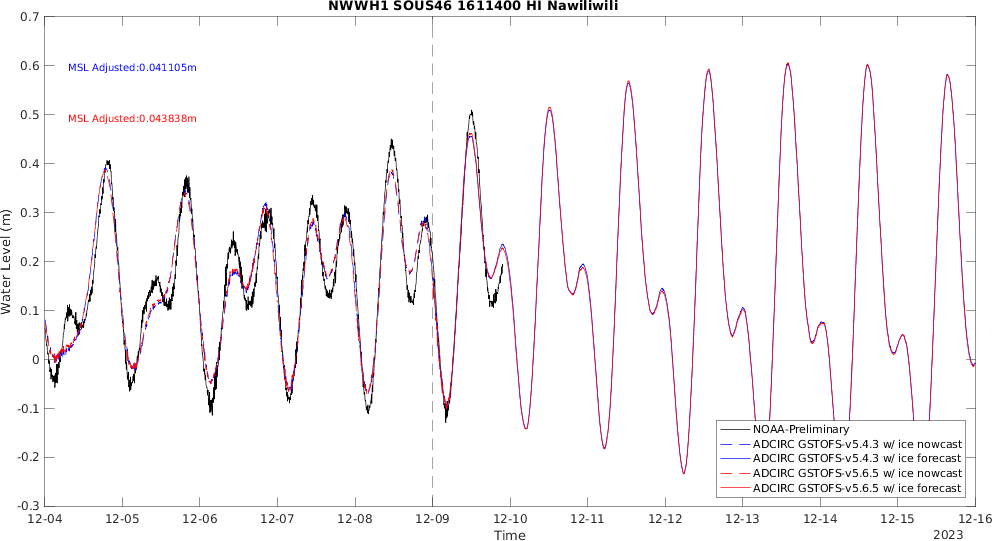 NWWH1 SOUS46 1611400 HI Nawiliwili
0.7
0.6
0.5
0.4
0.3
0.2
0.1
0
-0.1
-0.2
-0.3
Water Level (m)
MSL Adjusted:0.041105m
MSL Adjusted:0.043838m
NOAA-Preliminary
ADCIRC GSTOFS-v5.4.3 w/ ice nowcast
ADCIRC GSTOFS-v5.4.3 w/ ice forecast
ADCIRC GSTOFS-v5.6.5 w/ ice nowcast
ADCIRC GSTOFS-v5.6.5 w/ ice forecast
12-04 12-05 12-06 12-07 12-08 12-09 12-10 12-11 12-12 12-13 12-14 12-15 12-16
Time
2023